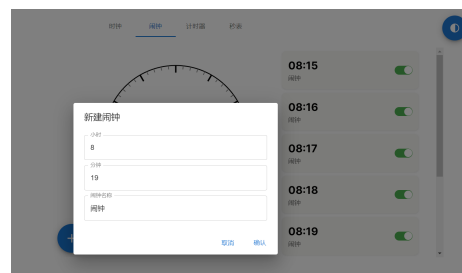 时钟 闹钟 计时器 秒表
08:15
闹钟
08:16
闹钟
08:17
闹钟
08:18
闹钟
08:19
闹钟
新建闹钟
小时
8
分钟
19
闹钟名称
闹钟
取消 确认